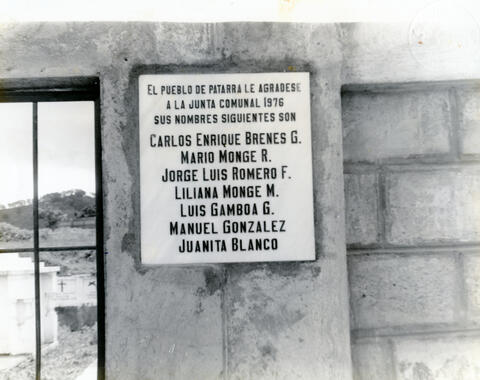 EL PUEBLO DE PATARRA LE AGRADESE
A LA JUNTA COMUNAL 1976
SUS NOMBRES SIGUIENTES SON
CARLOS ENRIQUE BRENES G.
MARIO MONGE R.
JORGE LUIS ROMERO F.
LILIANA MONGE M.
LUIS GAMBOA G.
MANUEL GONZALEZ
JUANITA BLANCO